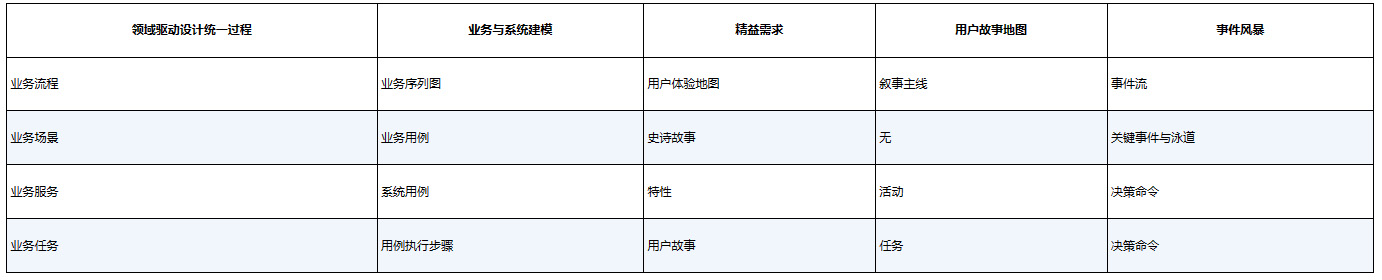 领域驱动设计统一过程 业务与系统建模 精益需求 用户故事地图 事件风暴
业务流程 业务序列图 用户体验地图 叙事主线 事件流
业务场景 业务用例 史诗故事 无 关键事件与泳道
业务服务 系统用例 特性 活动 决策命令
业务任务 用例执行步骤 用户故事 任务 决策命令